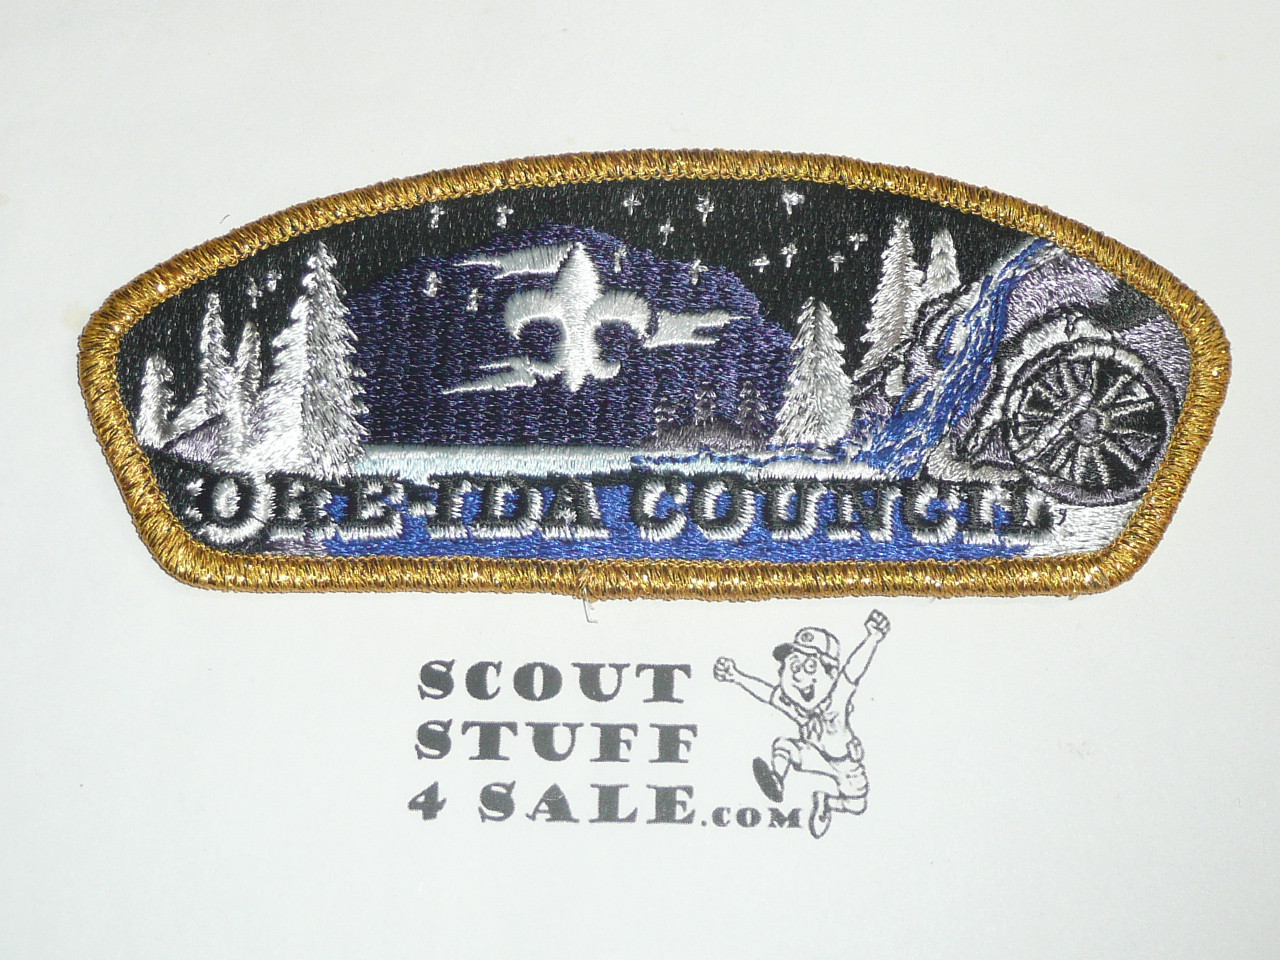 ORE-IDA COUNCIL
SCOUT
STUFF
4 SALE.COM